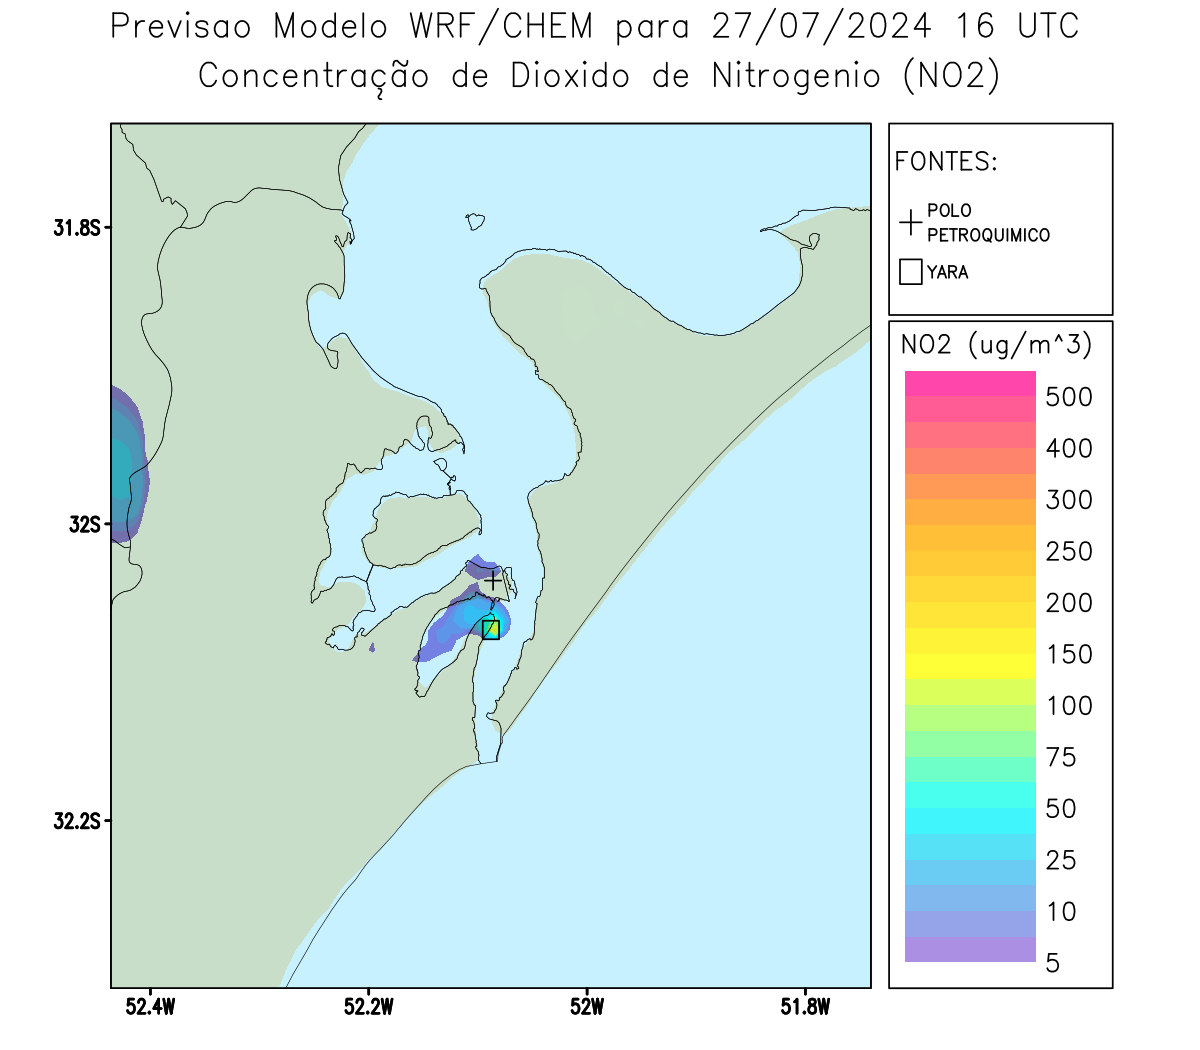 Previsao Modelo WRF/CHEM para 27/07/2024 16 UTC
Concentração de Dioxido de Nitrogenio (NO2)
FONTES:
POLO
PETROQUIMICO
YARA
31.8S
32S
32.2S
52.4W
52.2W
52W
51.8W
NO2 (ug/m^3)
500
400
300
250
200
150
100
75
50
25
10
5